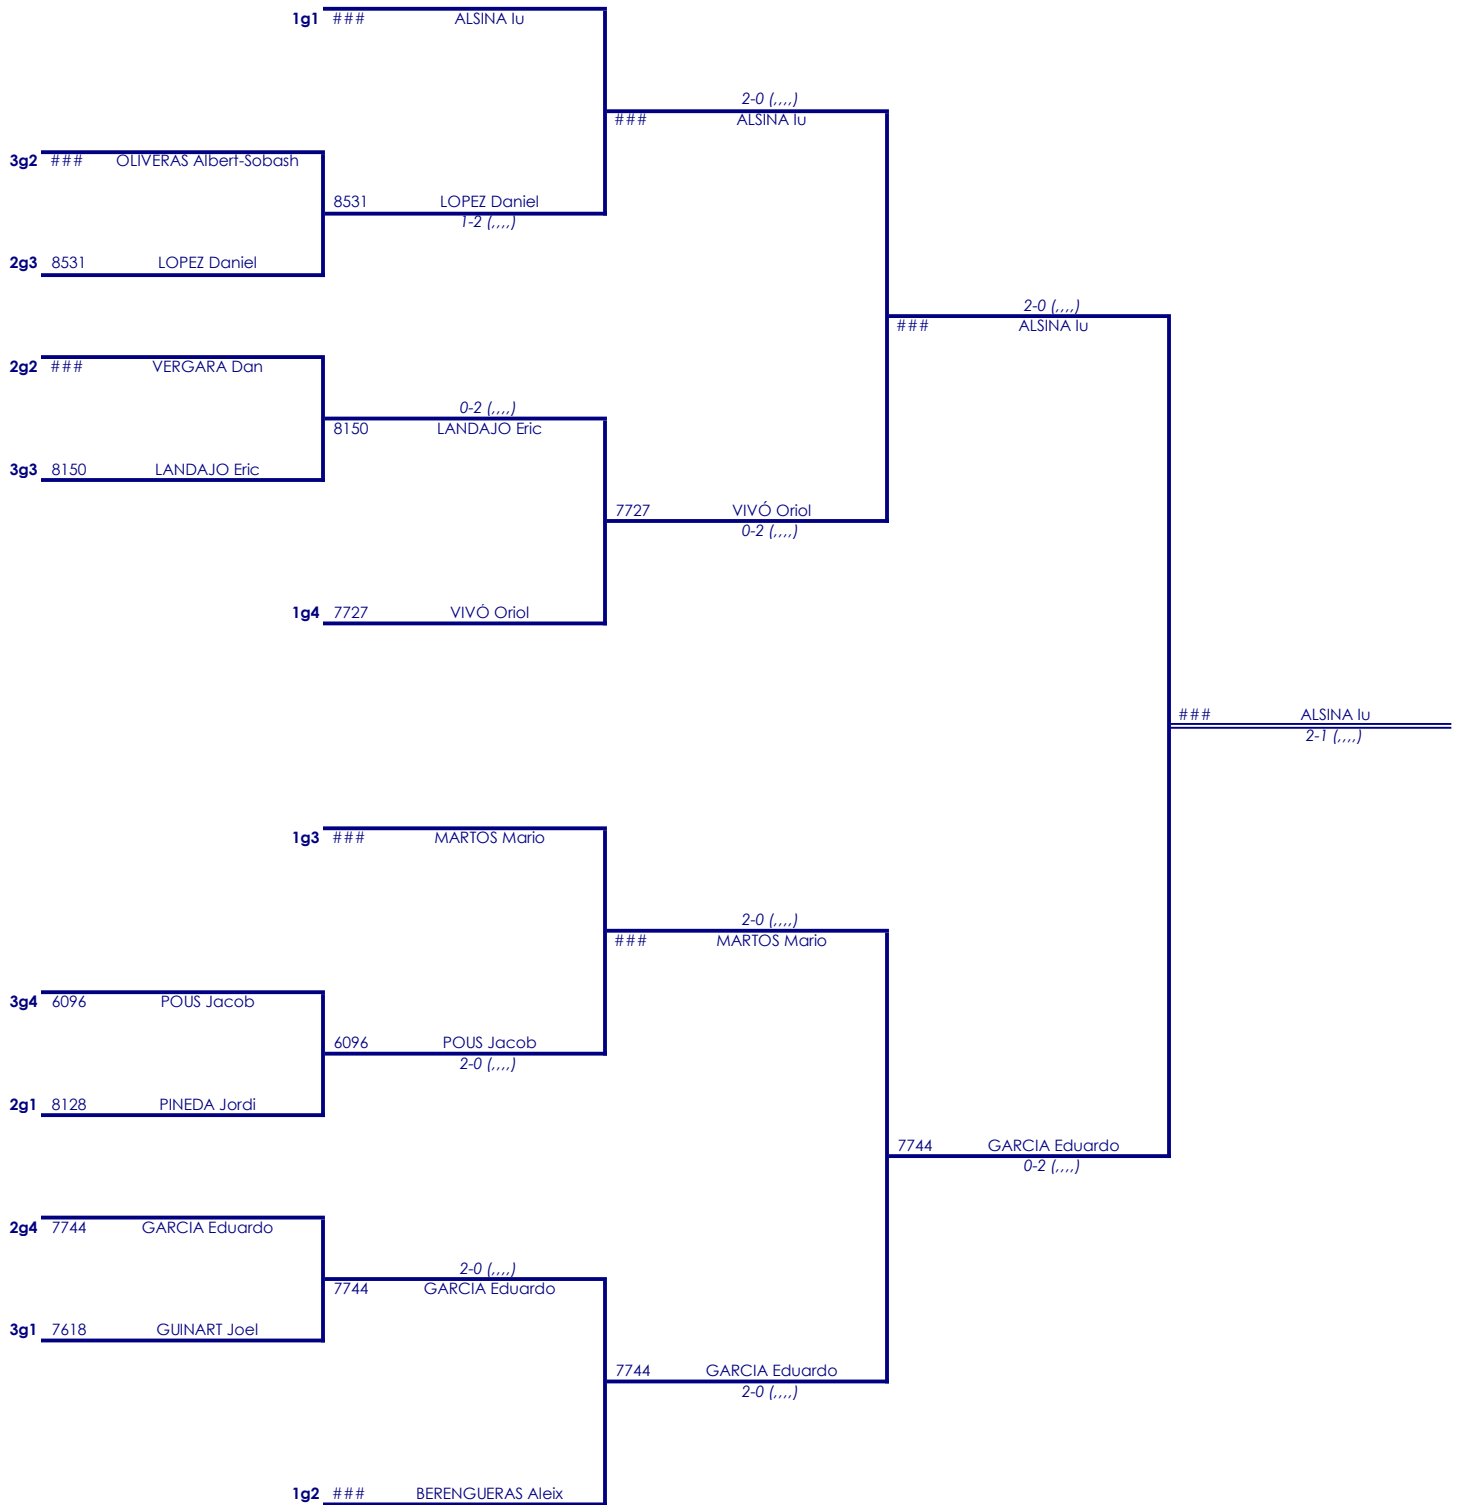 1g1 ### ALSINA Iu
2-0 (,,,,)
### ALSINA Iu
3g2 ### OLIVERAS Albert-Sobash
8531 LOPEZ Daniel
1-2 (,,,,)
2g3 8531 LOPEZ Daniel
2-0 (,,,,)
### ALSINA Iu
2g2 ### VERGARA Dan
0-2 (,,,,)
8150 LANDAJO Eric
3g3 8150 LANDAJO Eric
7727 VIVÓ Oriol
0-2 (,,,,)
1g4 7727 VIVÓ Oriol
### ALSINA Iu
2-1 (,,,,)
1g3 ### MARTOS Mario
2-0 (,,,,)
### MARTOS Mario
3g4 6096 POUS Jacob
6096 POUS Jacob
2-0 (,,,,)
2g1 8128 PINEDA Jordi
7744 GARCIA Eduardo
0-2 (,,,,)
2g4 7744 GARCIA Eduardo
2-0 (,,,,)
7744 GARCIA Eduardo
3g1 7618 GUINART Joel
7744 GARCIA Eduardo
2-0 (,,,,)
1g2 ### BERENGUERAS Aleix